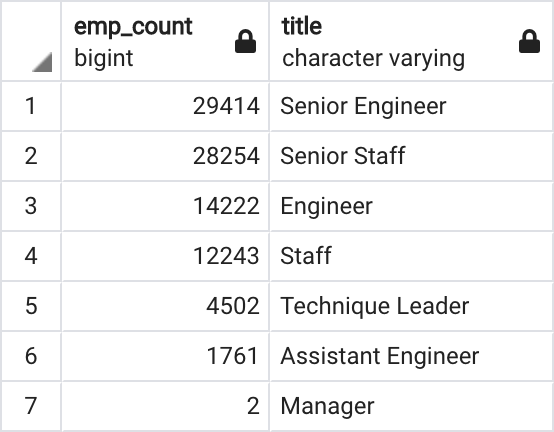 emp_count title
bigint character varying
1 29414 Senior Engineer
2 28254 Senior Staff
3 14222 Engineer
4 12243 Staff
5 4502 Technique Leader
6 1761 Assistant Engineer
7 2 Manager